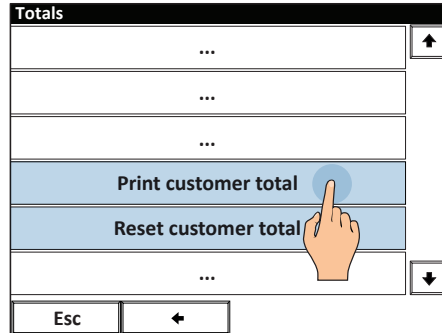 Totals
...
...
...
Print customer total
Reset customer total
...
Esc